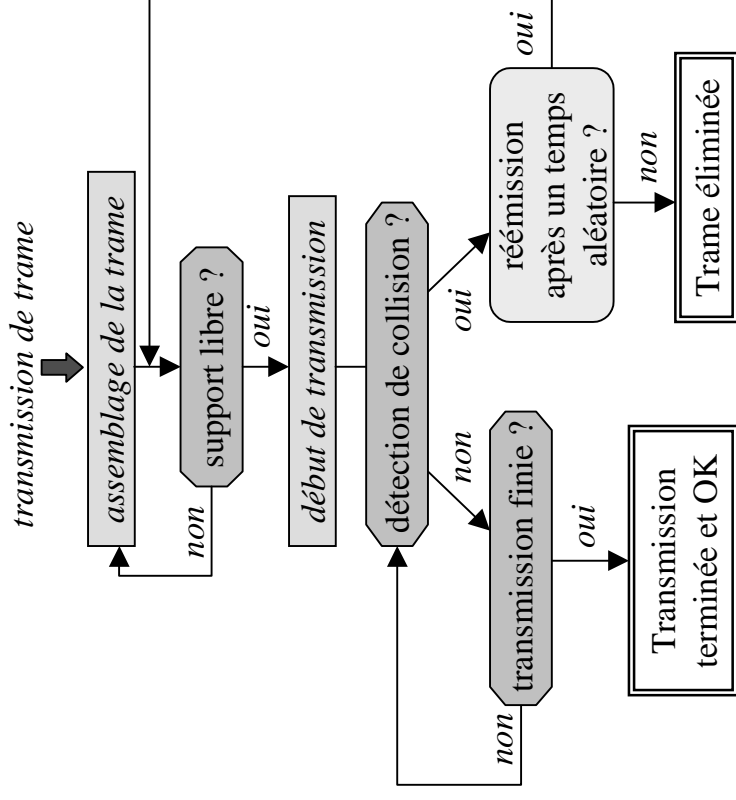 transmission de trame
assemblage de la trame
support libre ?
non
oui
début de transmission
détection de collision ?
non
oui
transmission finie ?
non
oui
Transmission
terminée et OK
réémission
après un temps
aléatoire ?
oui
non
Trame éliminée